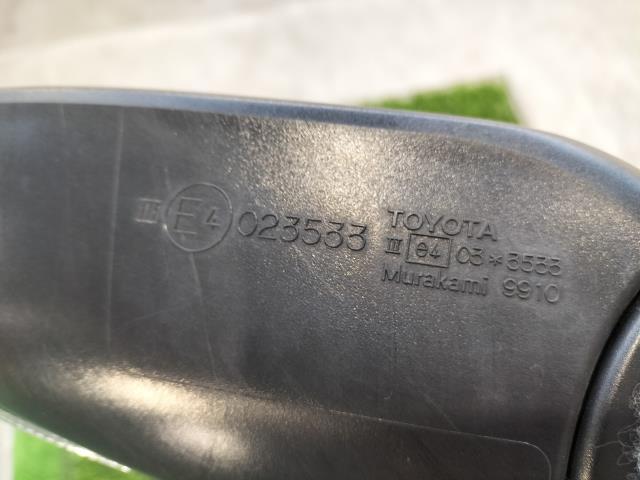 III E4 023533
TOYOTA
III e4 03*3533
Murakami 9910